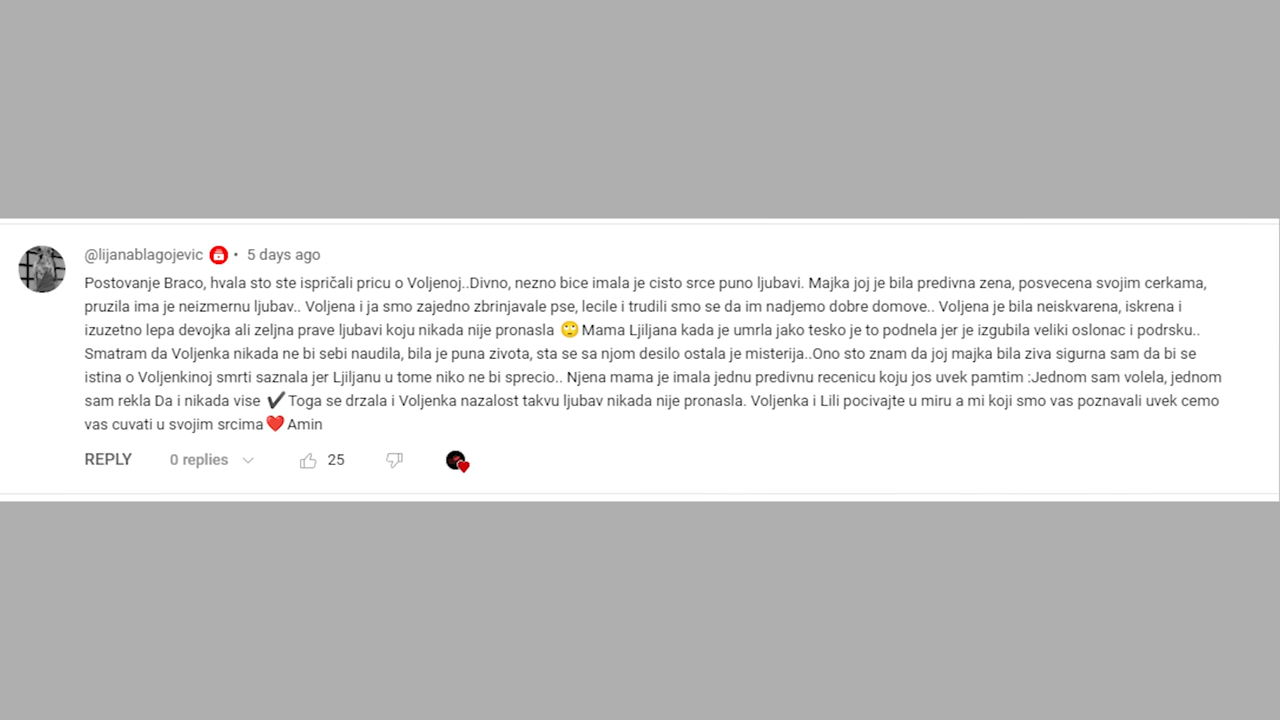 @lijanablagojevic • 5 days ago
Postovanje Braco, hvala sto ste ispričali pricu o Voljenoj..Divno, nezno bice imala je cisto srce puno ljubavi. Majka joj je bila predivna zena, posvecena svojim cerkama,
pruzila ima je neizmernu ljubav.. Voljena i ja smo zajedno zbrinjavale pse, lecile i trudili smo se da im nadjemo dobre domove.. Voljena je bila neiskvarena, iskrena i
izuzetno lepa devojka ali zeljna prave ljubavi koju nikada nije pronasla 🙄 Mama Ljiljana kada je umrla jako tesko je to podnela jer je izgubila veliki oslonac i podrsku..
Smatram da Voljenka nikada ne bi sebi naudila, bila je puna zivota, sta se sa njom desilo ostala je misterija..Ono sto znam da joj majka bila ziva sigurna sam da bi se
istina o Voljenkinoj smrti saznala jer Ljiljanu u tome niko ne bi sprecio.. Njena mama je imala jednu predivnu recenicu koju jos uvek pamtim :Jednom sam volela, jednom
sam rekla Da i nikada vise ✔️ Toga se drzala i Voljenka nazalost takvu ljubav nikada nije pronasla. Voljenka i Lili pocivajte u miru a mi koji smo vas poznavali uvek cemo
vas cuvati u svojim srcima❤️ Amin
REPLY 0 replies 25